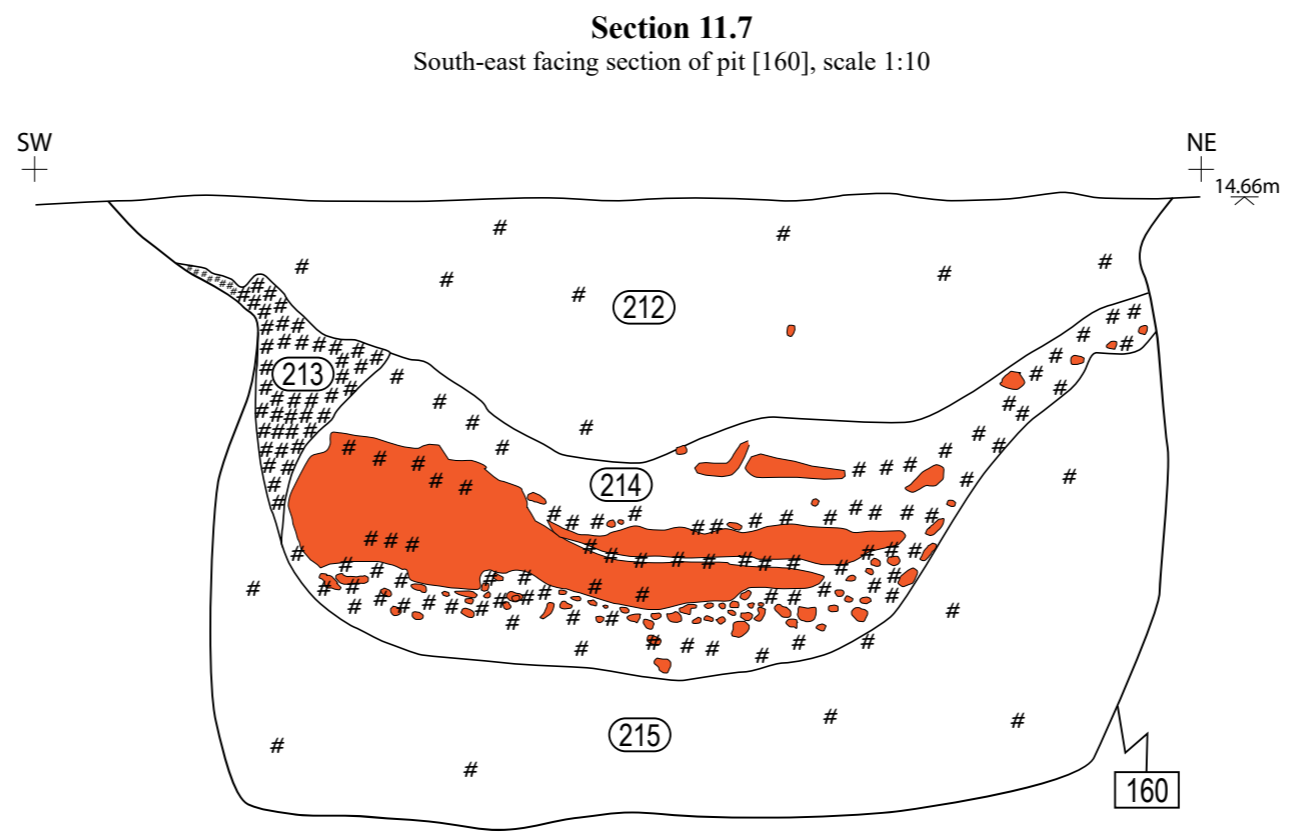 Section 11.7
South-east facing section of pit [160], scale 1:10
SW
NE
14.66m
212
213
214
215
160